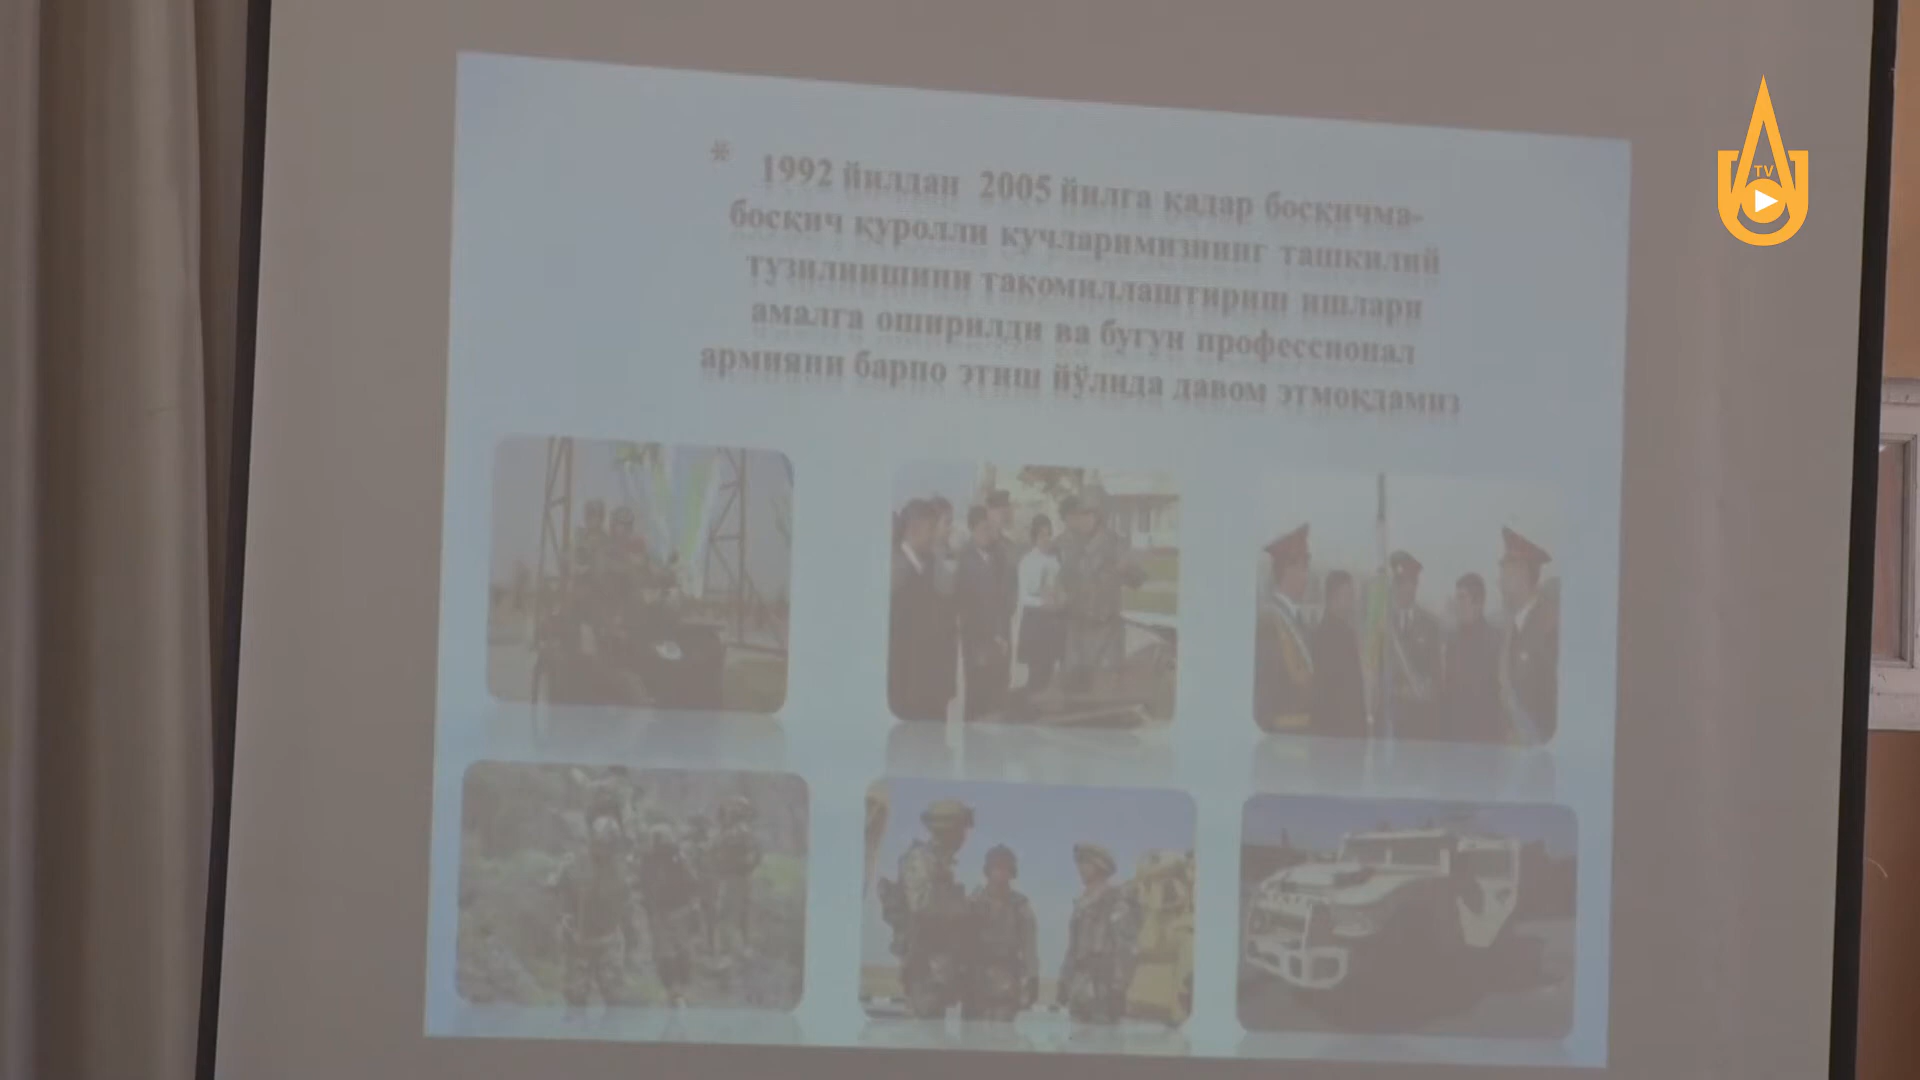 * 1992 йилдан 2005 йилга қадар босқичма-
босқич қуролли кучларимизнинг ташкилий
тузилишини такомиллаштириш ишлари
амалга оширилди ва бугун профессионал
армияни барпо этиш йўлида давом этмоқдамиз
TV